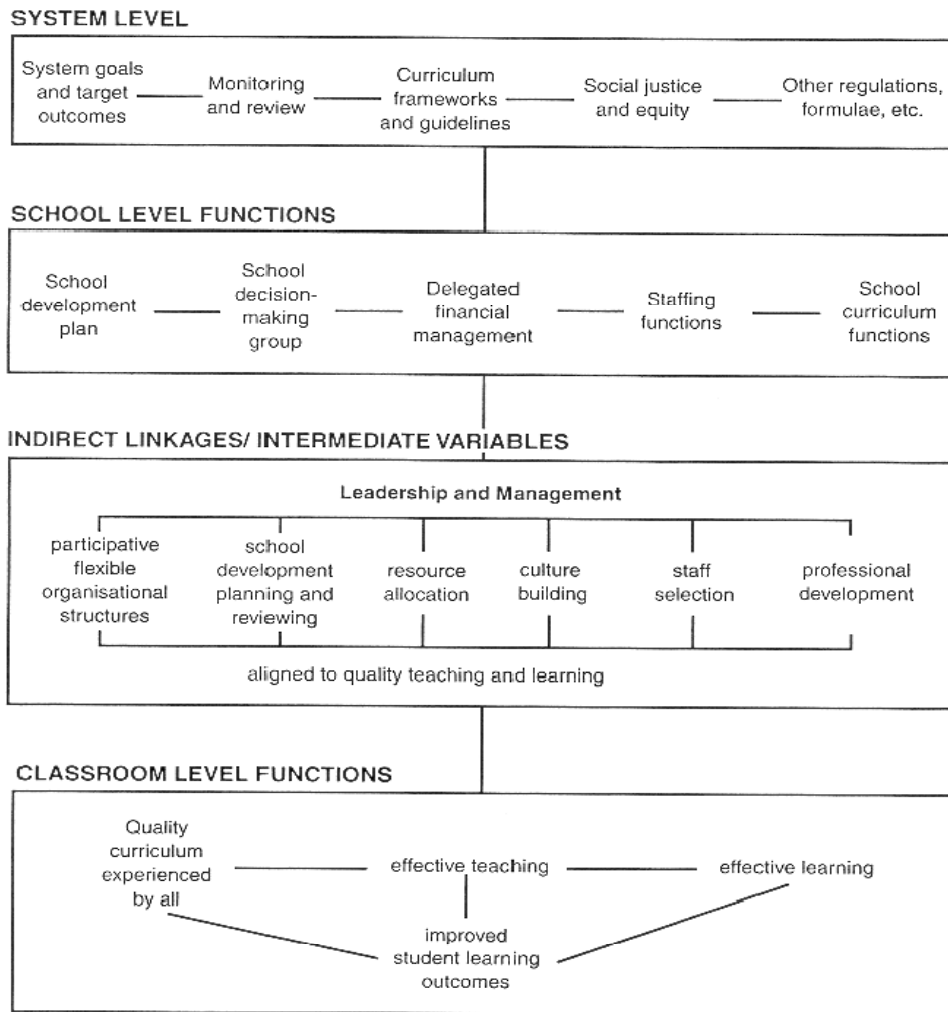 SYSTEM LEVEL
System goals
and target
outcomes
Monitoring
and review
Curriculum
frameworks
and guidelines
Social justice
and equity
Other regulations,
formulae, etc.
SCHOOL LEVEL FUNCTIONS
School
development
plan
School
decision-
making
group
Delegated
financial
management
Staffing
functions
School
curriculum
functions
INDIRECT LINKAGES/ INTERMEDIATE VARIABLES
Leadership and Management
participative
flexible
organisational
structures
school
development
planning and
reviewing
resource
allocation
culture
building
staff
selection
professional
development
aligned to quality teaching and learning
CLASSROOM LEVEL FUNCTIONS
Quality
curriculum
experienced
by all
effective teaching
effective learning
improved
student learning
outcomes